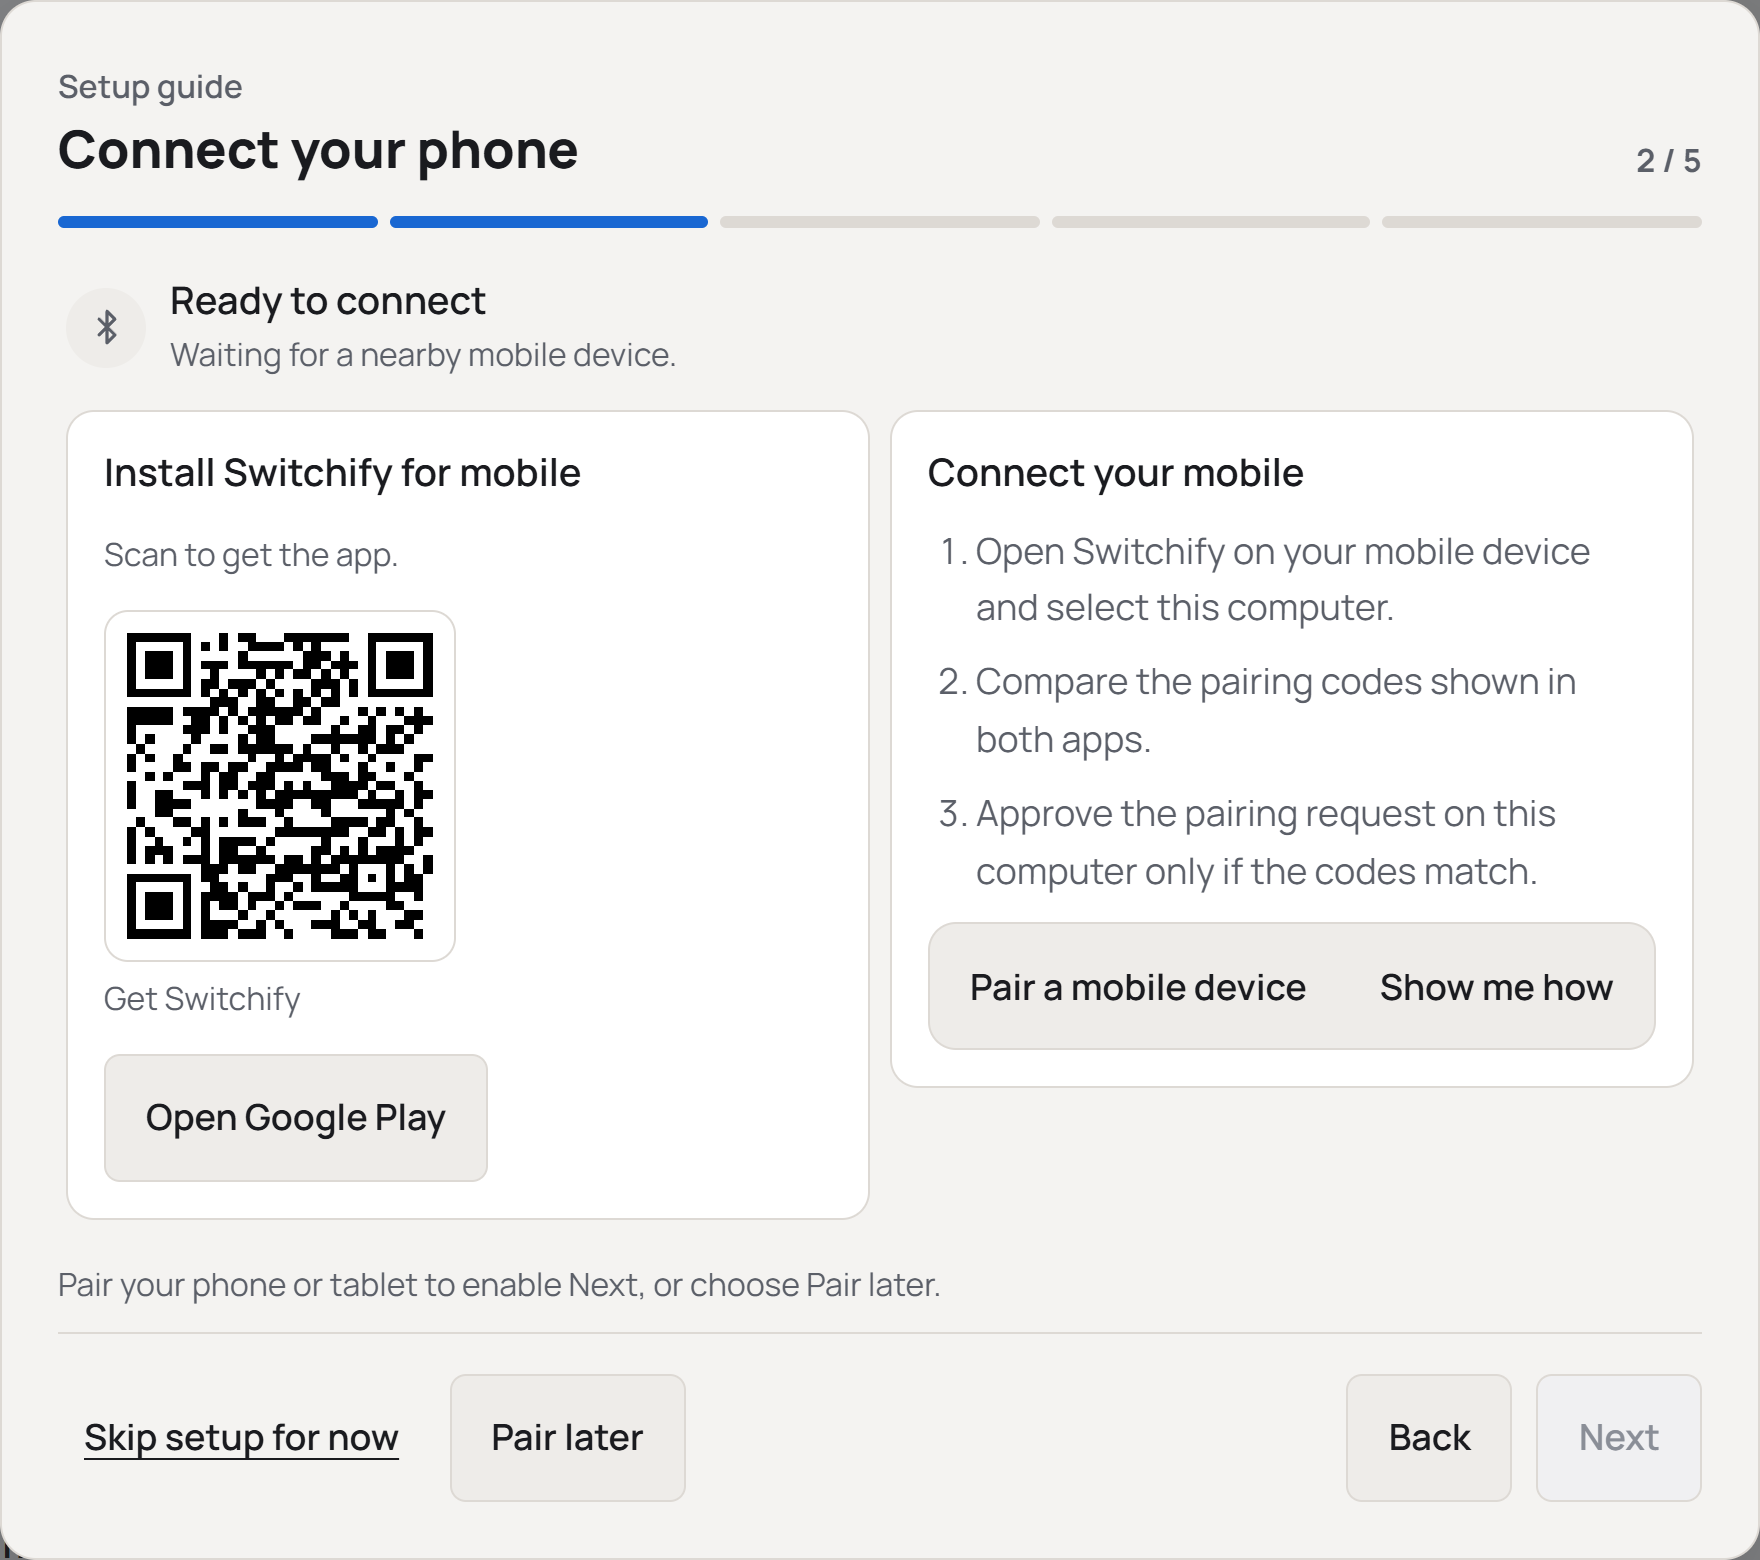 Setup guide
Connect your phone
2 / 5
Ready to connect
Waiting for a nearby mobile device.
Install Switchify for mobile
Scan to get the app.
Get Switchify
Open Google Play
Connect your mobile
1. Open Switchify on your mobile device
and select this computer.
2. Compare the pairing codes shown in
both apps.
3. Approve the pairing request on this
computer only if the codes match.
Pair a mobile device
Show me how
Pair your phone or tablet to enable Next, or choose Pair later.
Skip setup for now
Pair later
Back
Next